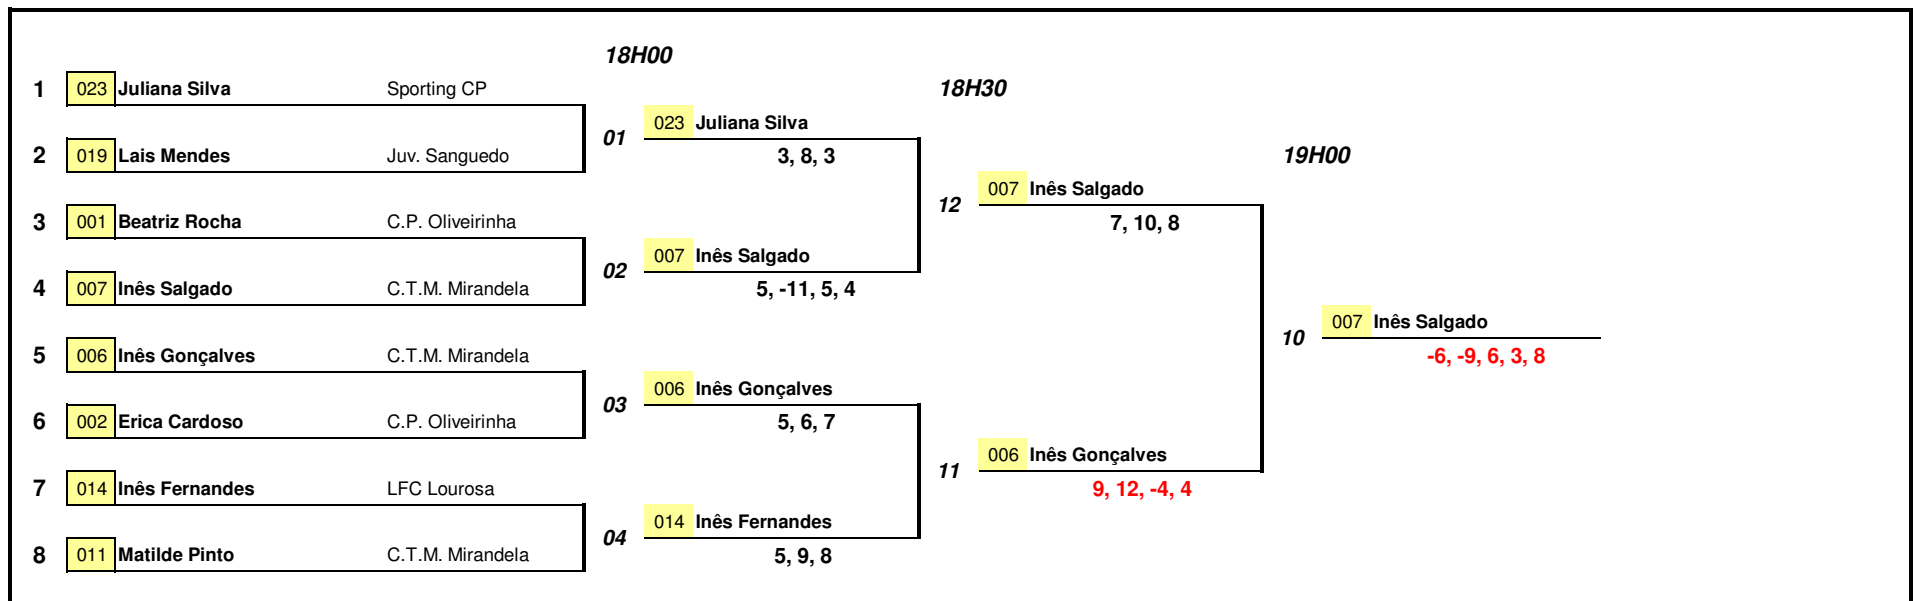 18H00
1 023 Juliana Silva Sporting CP
18H30
01 023 Juliana Silva
2 019 Lais Mendes Juv. Sanguedo
3, 8, 3
19H00
12 007 Inês Salgado
3 001 Beatriz Rocha C.P. Oliveirinha
7, 10, 8
02 007 Inês Salgado
4 007 Inês Salgado C.T.M. Mirandela
5, -11, 5, 4
10 007 Inês Salgado
5 006 Inês Gonçalves C.T.M. Mirandela
-6, -9, 6, 3, 8
03 006 Inês Gonçalves
6 002 Erica Cardoso C.P. Oliveirinha
5, 6, 7
11 006 Inês Gonçalves
7 014 Inês Fernandes LFC Lourosa
9, 12, -4, 4
04 014 Inês Fernandes
8 011 Matilde Pinto C.T.M. Mirandela
5, 9, 8